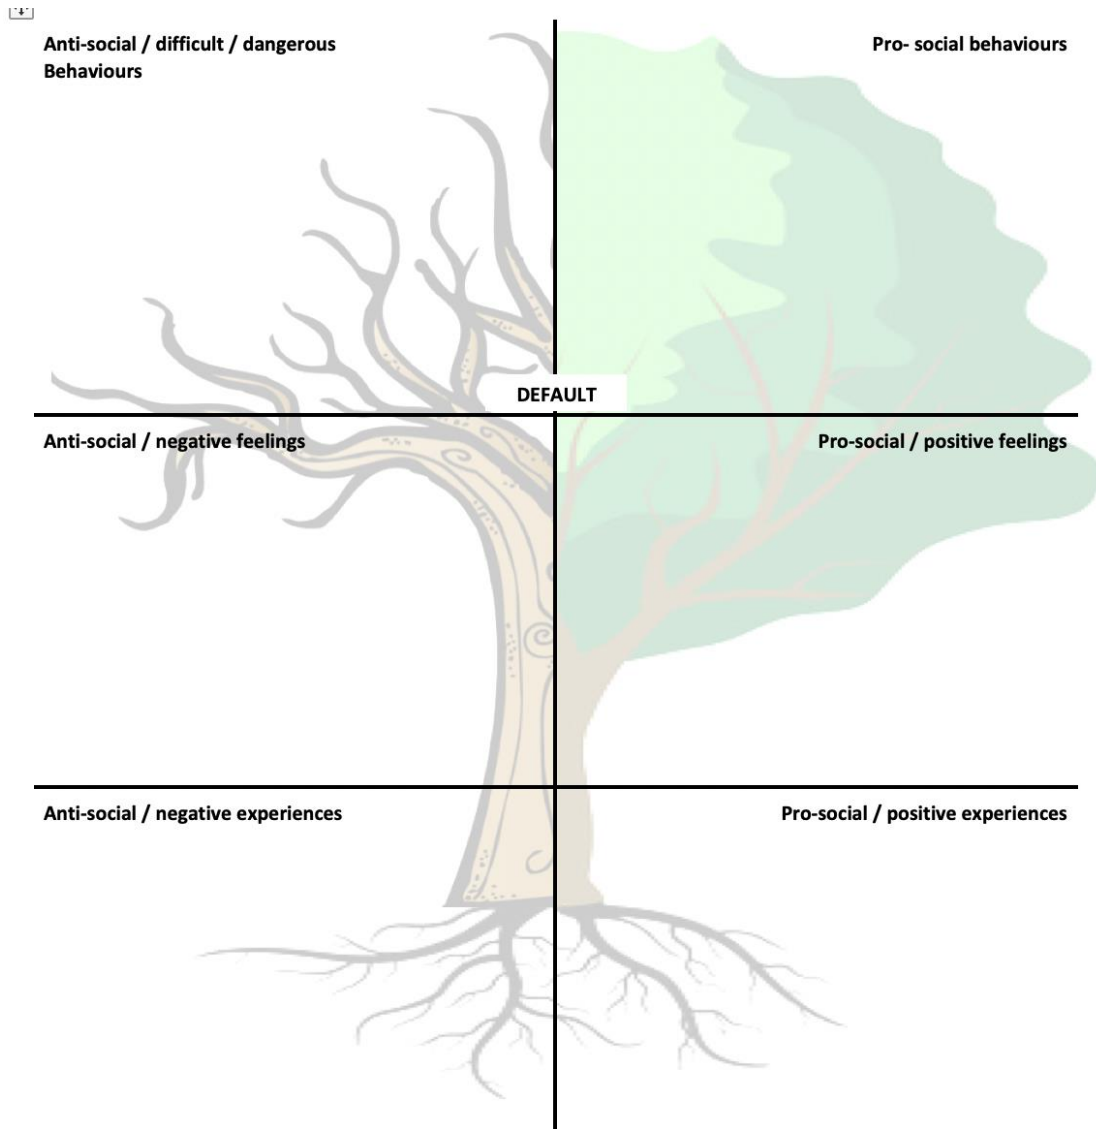 Anti-social / difficult / dangerous
Behaviours
Pro- social behaviours
DEFAULT
Anti-social / negative feelings
Pro-social / positive feelings
Anti-social / negative experiences
Pro-social / positive experiences